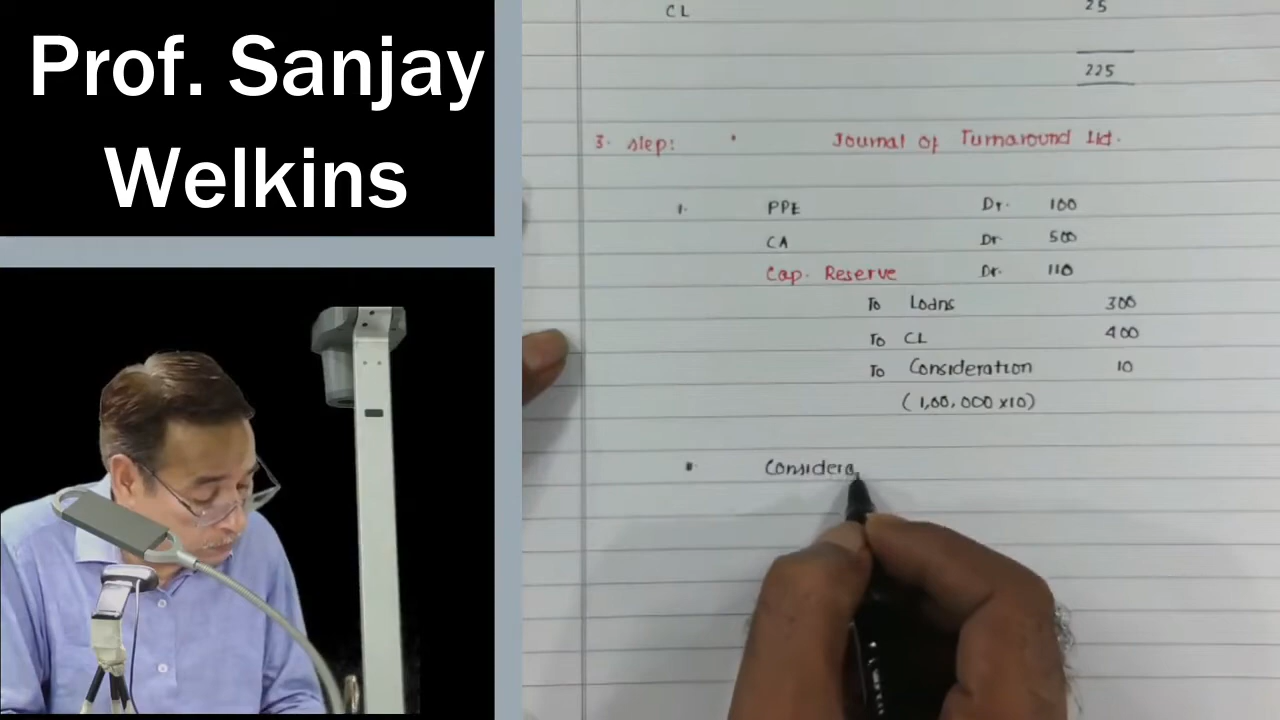 Prof. Sanjay
Welkins
CL 25
225
3. step: Journal of Turnaround Ltd.
1. PPE Dr. 100
CA Dr 500
Cap. Reserve Dr. 110
To Loans 300
To CL 400
To Consideration 10
(1,00,000 x10)
Considera